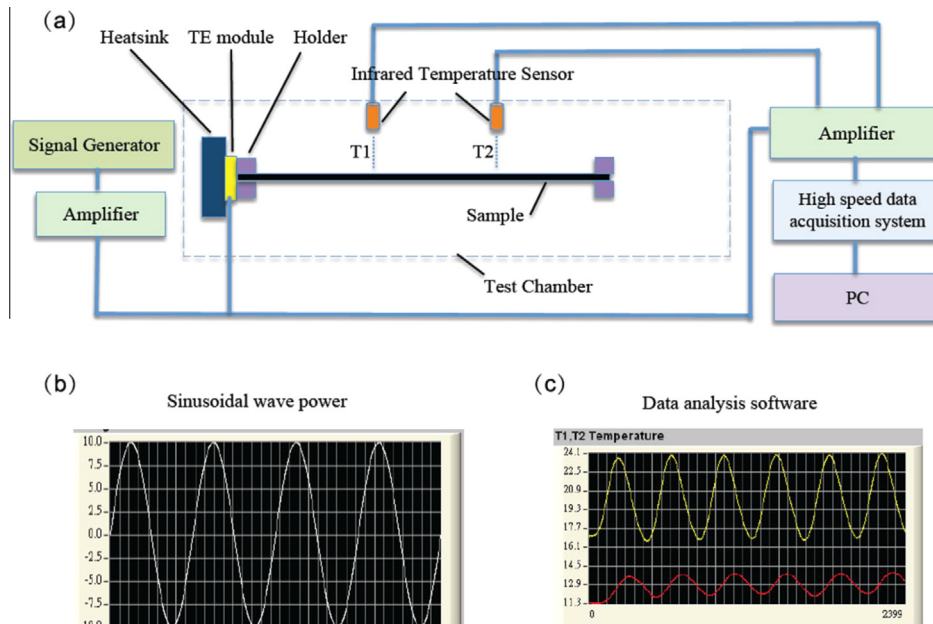 (a)
Heatsink TE module Holder
Infrared Temperature Sensor
Signal Generator
Amplifier
T1
T2
Sample
Test Chamber
Amplifier
High speed data
acquisition system
PC
(b)
Sinusoidal wave power
10.0
7.5
5.0
2.5
0.0
-2.5
-5.0
-7.5
(c)
Data analysis software
T1,T2 Temperature
24.1
22.5
20.9
19.3
17.7
16.1
14.5
12.9
11.3
0
2399